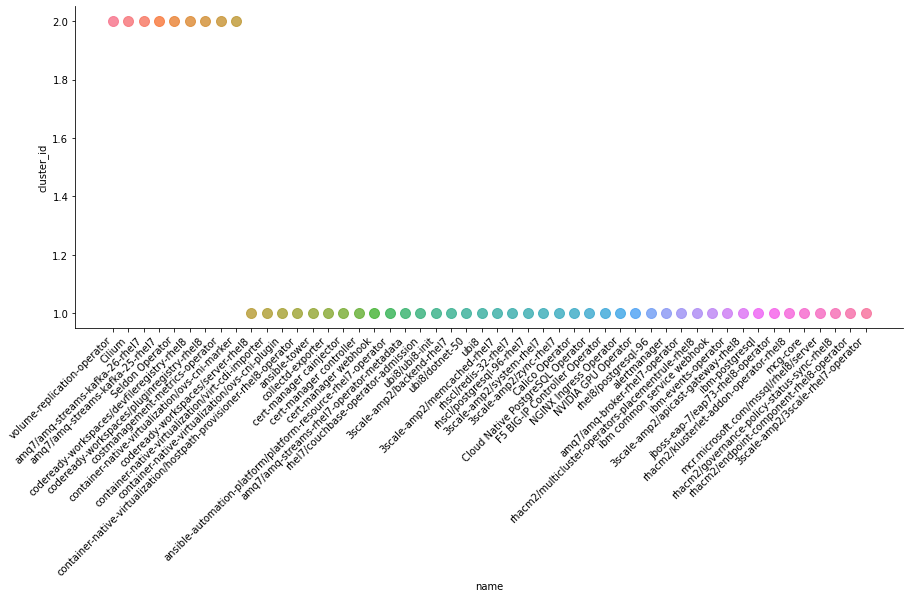 2.0
1.8
1.6
1.4
1.2
1.0
cluster_id
volume-replication-operator
Cilium
amq7/amq-streams-kafka-26-rhel7
amq7/amq-streams-kafka-25-rhel7
Seldon Operator
codeready-workspaces/devfileregistry-rhel8
codeready-workspaces/pluginregistry-rhel8
costmanagement-metrics-operator
container-native-virtualization/ovs-cni-marker
codeready-workspaces/server-rhel8
container-native-virtualization/virt-cdi-importer
container-native-virtualization/ovs-cni-plugin
container-native-virtualization/hostpath-provisioner-rhel8-operator
ansible-tower
collectd-exporter
cert-manager cainjector
cert-manager controller
cert-manager webhook
ansible-automation-platform/platform-resource-rhel7-operator
amq7/amq-streams-rhel7-operator-metadata
rhel7/couchbase-operator-admission
ubi8/ubi8-init
3scale-amp2/backend-rhel7
ubi8/dotnet-50
ubi8
3scale-amp2/memcached-rhel7
rhscl/redis-32-rhel7
rhscl/postgresql-96-rhel7
3scale-amp2/system-rhel7
3scale-amp2/zync-rhel7
Calico Operator
Cloud Native PostgreSQL Operator
F5 BIG-IP Controller Operator
NGINX Ingress Operator
NVIDIA GPU Operator
rhel8/postgresql-96
alertmanager
amq7/amq-broker-rhel7-operator
rhacm2/multicluster-operators-placementrule-rhel8
ibm common service webhook
ibm-events-operator
3scale-amp2/apicast-gateway-rhel8
ibm-postgresql
jboss-eap-7/eap73-rhel8-operator
rhacm2/klusterlet-addon-operator-rhel8
mcg-core
mcr.microsoft.com/mssql/rhel8/server
rhacm2/governance-policy-status-sync-rhel8
rhacm2/endpoint-component-rhel8-operator
3scale-amp2/3scale-rhel7-operator
name